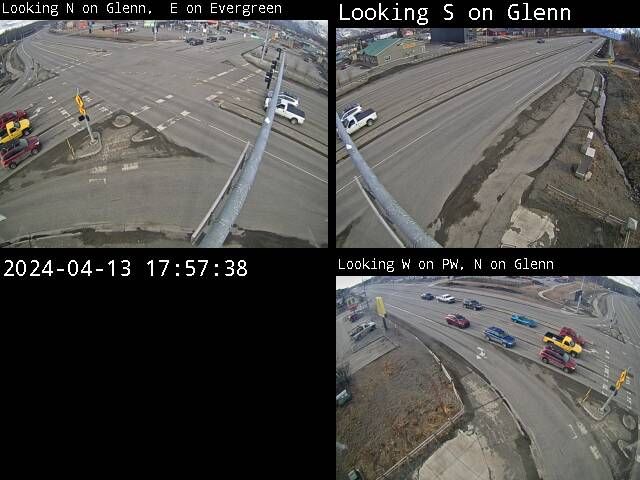 Looking N on Glenn,  E on Evergreen
Looking S on Glenn
2024-04-13 17:57:38
Looking W on PW, N on Glenn